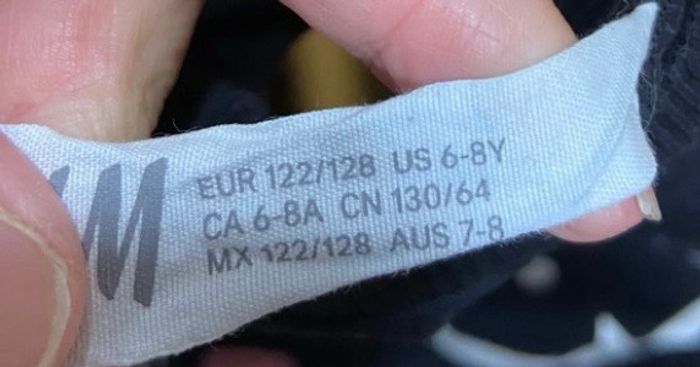 M
EUR 122/128 US 6-8Y
CA 6-8A CN 130/64
MX 122/128 AUS 7-8